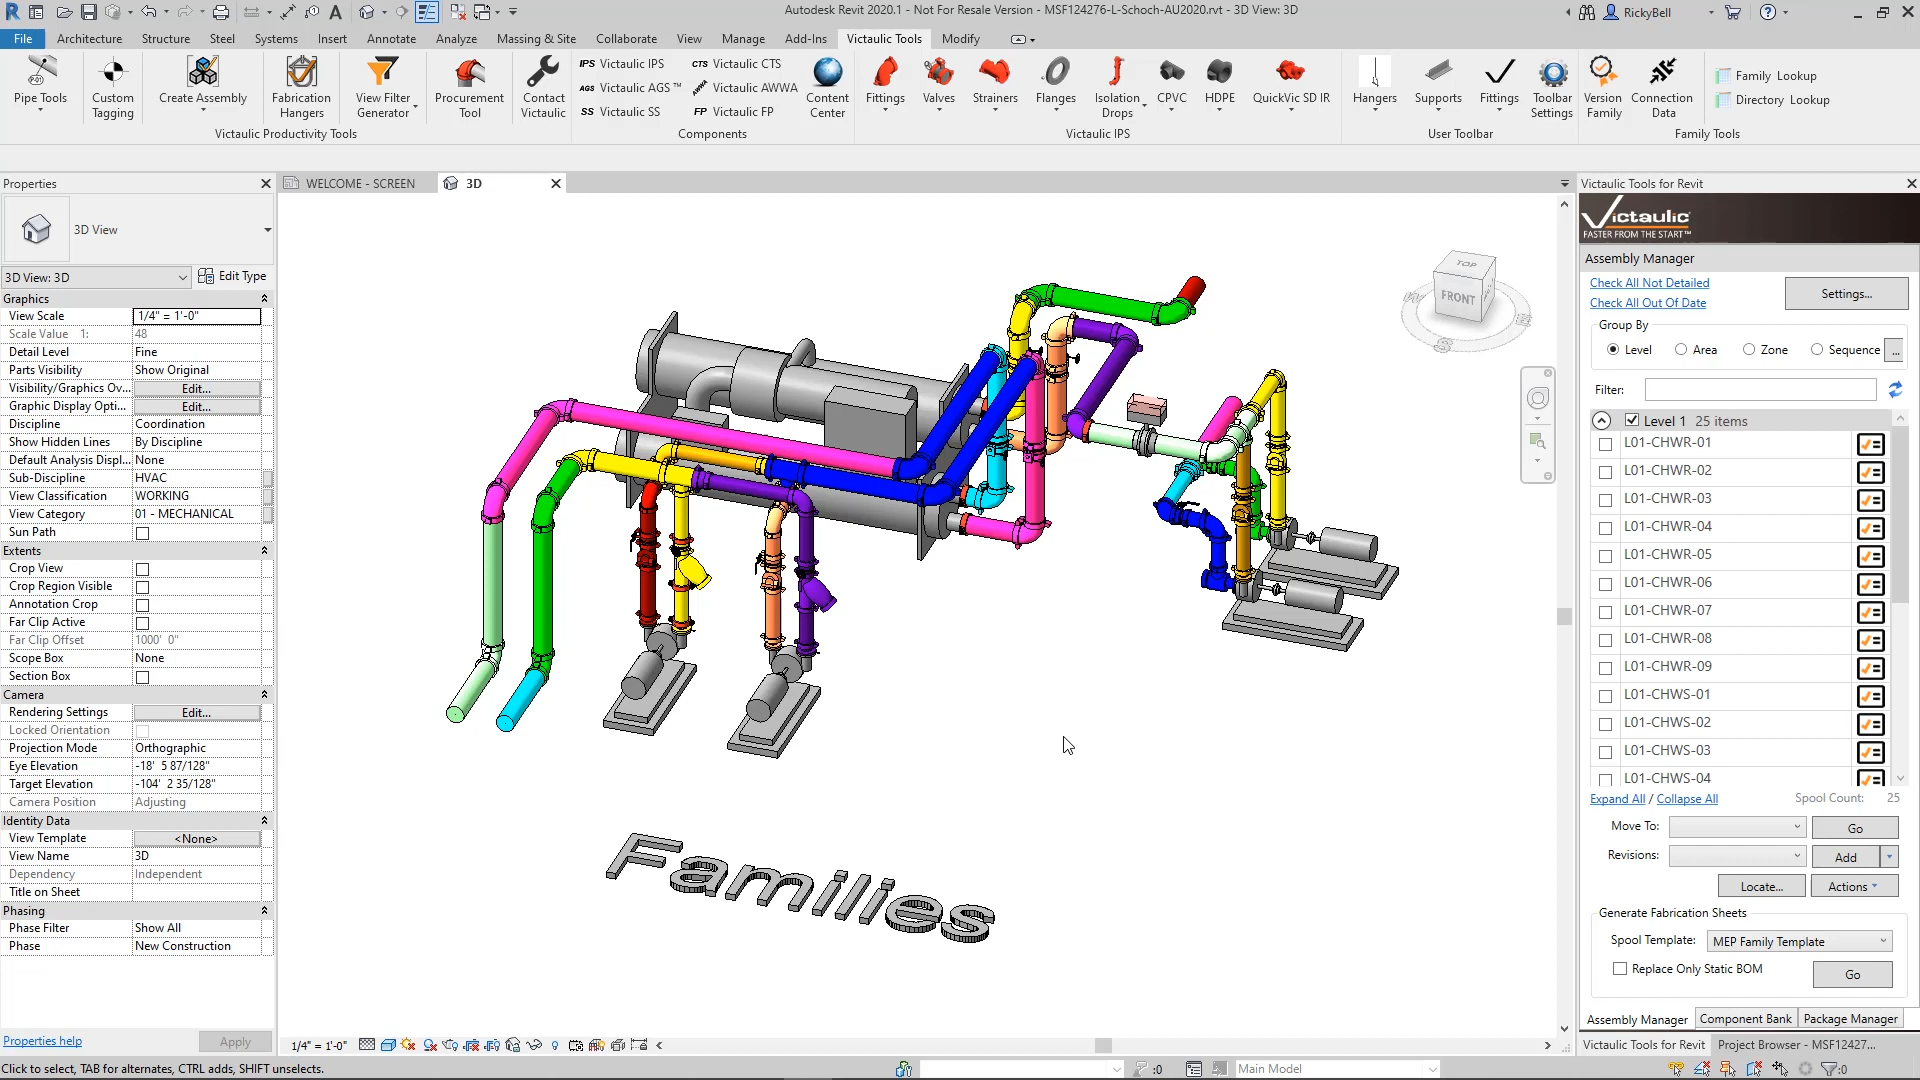 Autodesk Revit 2020.1 - Not For Resale Version - MSF124276-L-Schoch-AU2020.rvt - 3D View: 3D
RickyBell
File Architecture Structure Steel Systems Insert Annotate Analyze Massing & Site Collaborate View Manage Add-Ins Victaulic Tools Modify
Pipe Tools
Custom Tagging
Create Assembly
Fabrication Hangers
View Filter Generator
Procurement Tool
Contact Victaulic
IPS Victaulic IPS
AGS Victaulic AGS™
SS Victaulic SS
CTS Victaulic CTS
Victaulic AWWA
FP Victaulic FP
Content Center
Fittings
Valves
Strainers
Flanges
Isolation Drops
CPVC
HDPE
QuickVic SD IR
Hangers
Supports
Fittings
Toolbar Settings
Version Family
Connection Data
Family Lookup
Directory Lookup
Victaulic Productivity Tools
Components
Victaulic IPS
User Toolbar
Family Tools
Properties
3D View
3D View: 3D
Edit Type
Graphics
View Scale 1/4" = 1'-0"
Scale Value 1: 48
Detail Level Fine
Parts Visibility Show Original
Visibility/Graphics Ov... Edit...
Graphic Display Opti... Edit...
Discipline Coordination
Show Hidden Lines By Discipline
Default Analysis Displ... None
Sub-Discipline HVAC
View Classification WORKING
View Category 01 - MECHANICAL
Sun Path
Extents
Crop View
Crop Region Visible
Annotation Crop
Far Clip Active
Far Clip Offset 1000' 0"
Scope Box None
Section Box
Camera
Rendering Settings Edit...
Locked Orientation
Projection Mode Orthographic
Eye Elevation -18' 5 87/128"
Target Elevation -104' 2 35/128"
Camera Position Adjusting
Identity Data
View Template <None>
View Name 3D
Dependency Independent
Title on Sheet
Phasing
Phase Filter Show All
Phase New Construction
Properties help
Apply
WELCOME - SCREEN
3D
TOP
FRONT
W
S
Families
1/4" = 1'-0"
Victaulic Tools for Revit
Victaulic
FASTER FROM THE START™
Assembly Manager
Check All Not Detailed
Check All Out Of Date
Settings...
Group By
Level Area Zone Sequence ...
Filter:
Level 1 25 items
L01-CHWR-01
L01-CHWR-02
L01-CHWR-03
L01-CHWR-04
L01-CHWR-05
L01-CHWR-06
L01-CHWR-07
L01-CHWR-08
L01-CHWR-09
L01-CHWS-01
L01-CHWS-02
L01-CHWS-03
L01-CHWS-04
Expand All / Collapse All
Spool Count: 25
Move To: Go
Revisions: Add
Locate... Actions
Generate Fabrication Sheets
Spool Template: MEP Family Template
Replace Only Static BOM
Go
Assembly Manager Component Bank Package Manager
Victaulic Tools for Revit Project Browser - MSF12427...
Click to select, TAB for alternates, CTRL adds, SHIFT unselects.
:0
Main Model
:0